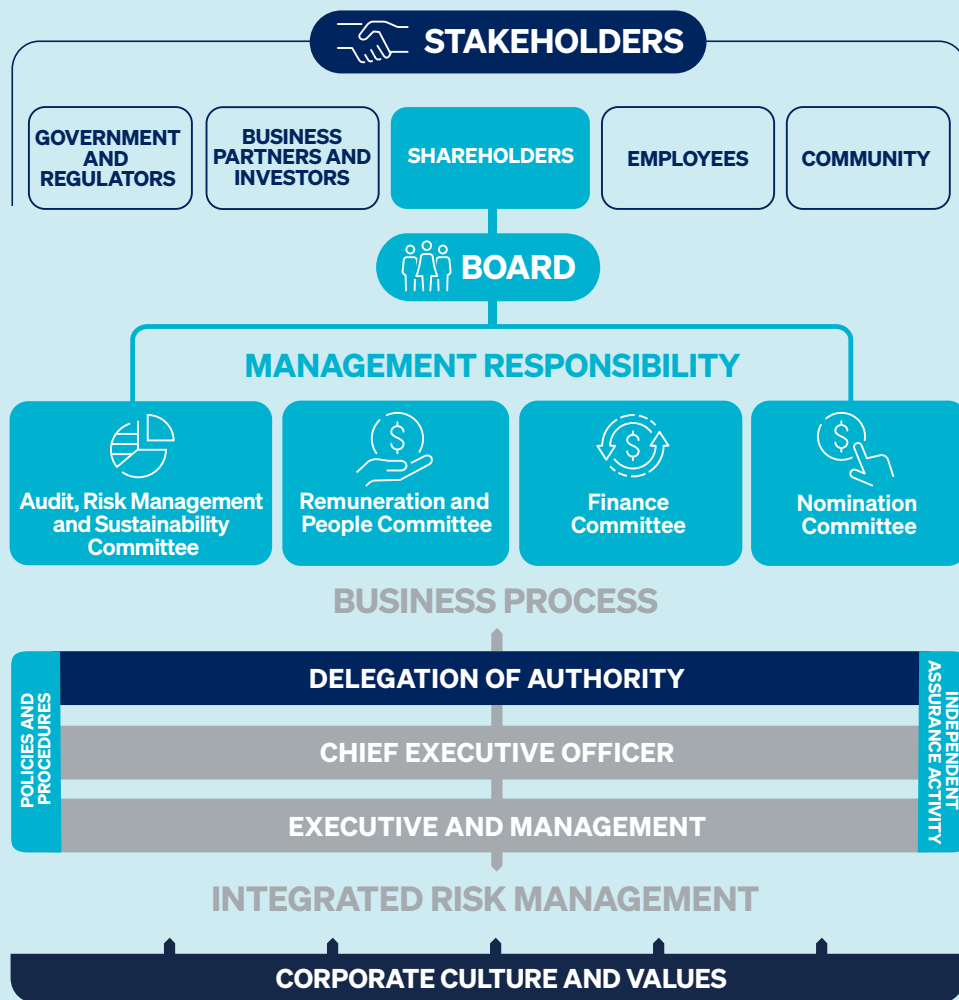 STAKEHOLDERS
GOVERNMENT
AND
REGULATORS
BUSINESS
PARTNERS AND
INVESTORS
SHAREHOLDERS
EMPLOYEES
COMMUNITY
BOARD
MANAGEMENT RESPONSIBILITY
Audit, Risk Management
and Sustainability
Committee
Remuneration and
People Committee
Finance
Committee
Nomination
Committee
BUSINESS PROCESS
POLICIES AND
PROCEDURES
DELEGATION OF AUTHORITY
CHIEF EXECUTIVE OFFICER
EXECUTIVE AND MANAGEMENT
INDEPENDENT
ASSURANCE ACTIVITY
INTEGRATED RISK MANAGEMENT
CORPORATE CULTURE AND VALUES